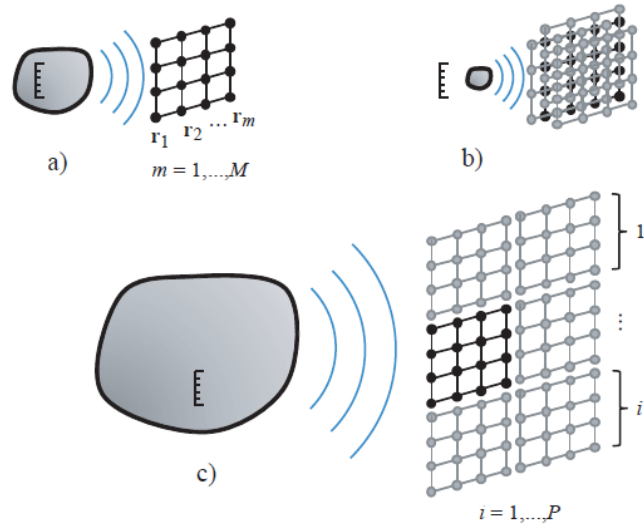 r1 r2 ... rm
a)
m = 1,...,M
b)
1
⋮
i
c)
i = 1,...,P